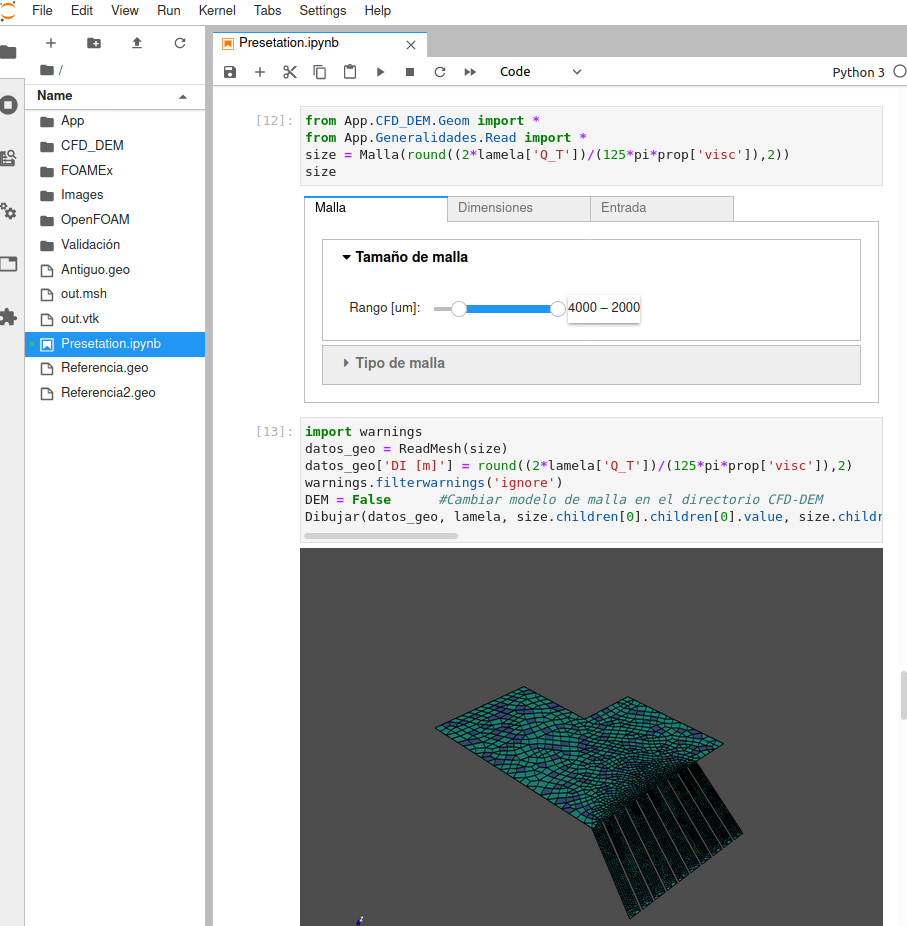 File Edit View Run Kernel Tabs Settings Help
Presetation.ipynb
Code
Python 3
/
Name
App
CFD_DEM
FOAMEx
Images
OpenFOAM
Validación
Antiguo.geo
out.msh
out.vtk
Presetation.ipynb
Referencia.geo
Referencia2.geo
[12]:
from App.CFD_DEM.Geom import *
from App.Generalidades.Read import *
size = Malla(round((2*lamela['Q_T'])/(125*pi*prop['visc']),2))
size
Malla Dimensiones Entrada
Tamaño de malla
Rango [um]: 4000 – 2000
Tipo de malla
[13]:
import warnings
datos_geo = ReadMesh(size)
datos_geo['DI [m]'] = round((2*lamela['Q_T'])/(125*pi*prop['visc']),2)
warnings.filterwarnings('ignore')
DEM = False #Cambiar modelo de malla en el directorio CFD-DEM
Dibujar(datos_geo, lamela, size.children[0].children[0].value, size.childr